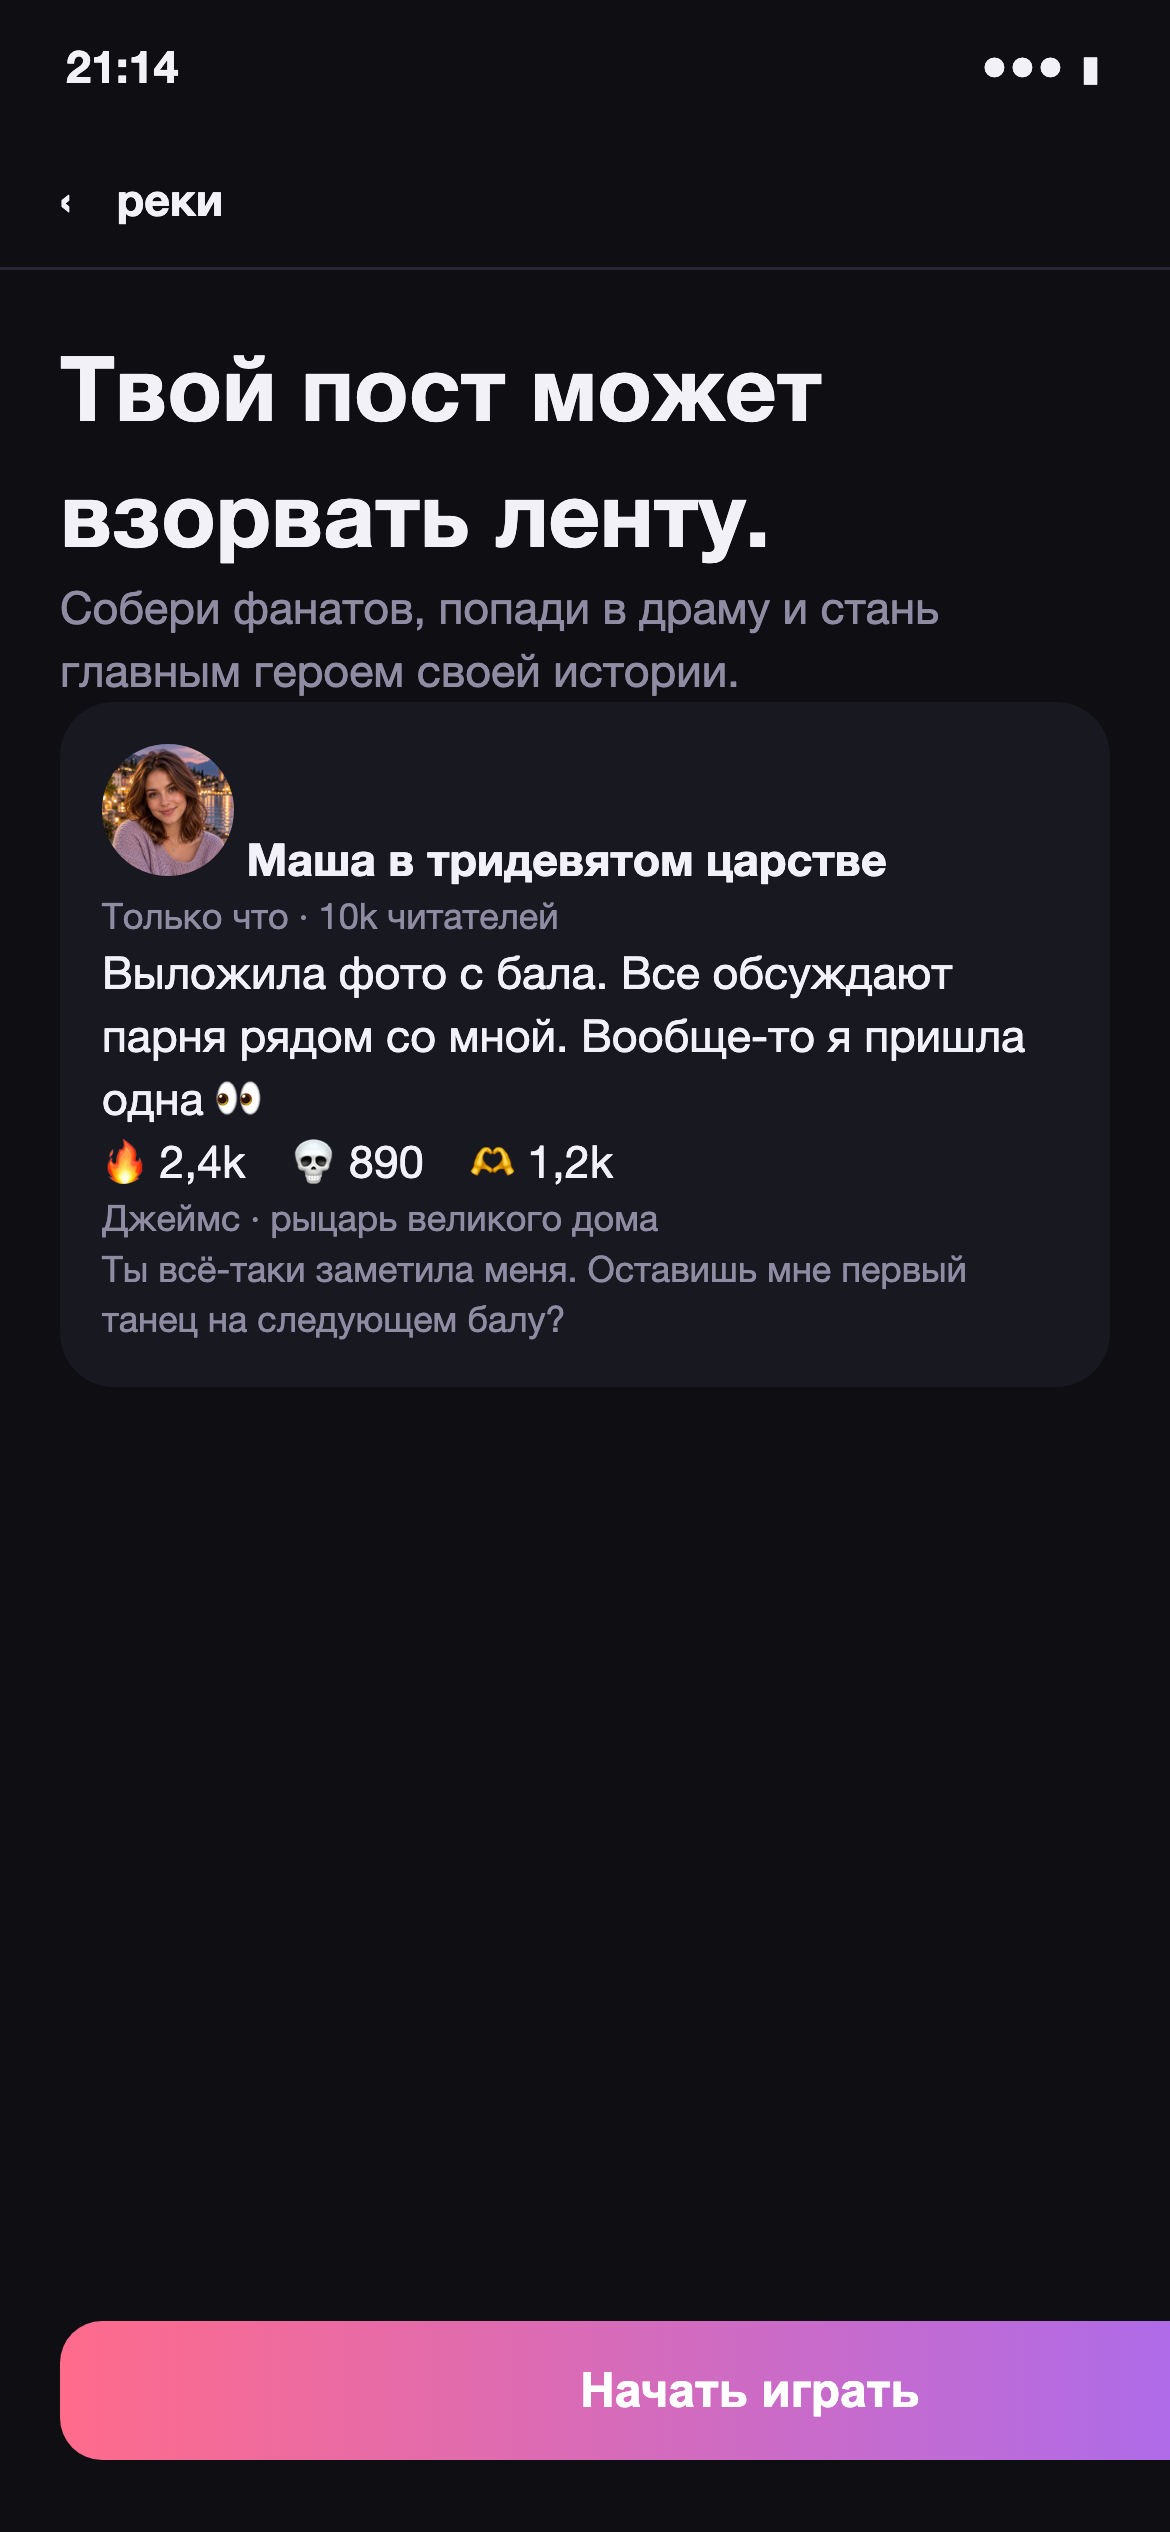 21:14
‹ реки
Твой пост может
взорвать ленту.
Собери фанатов, попади в драму и стань
главным героем своей истории.
Маша в тридевятом царстве
Только что · 10k читателей
Выложила фото с бала. Все обсуждают
парня рядом со мной. Вообще-то я пришла
одна 👀
🔥 2,4k 💀 890 🫶 1,2k
Джеймс · рыцарь великого дома
Ты всё-таки заметила меня. Оставишь мне первый
танец на следующем балу?
Начать играть